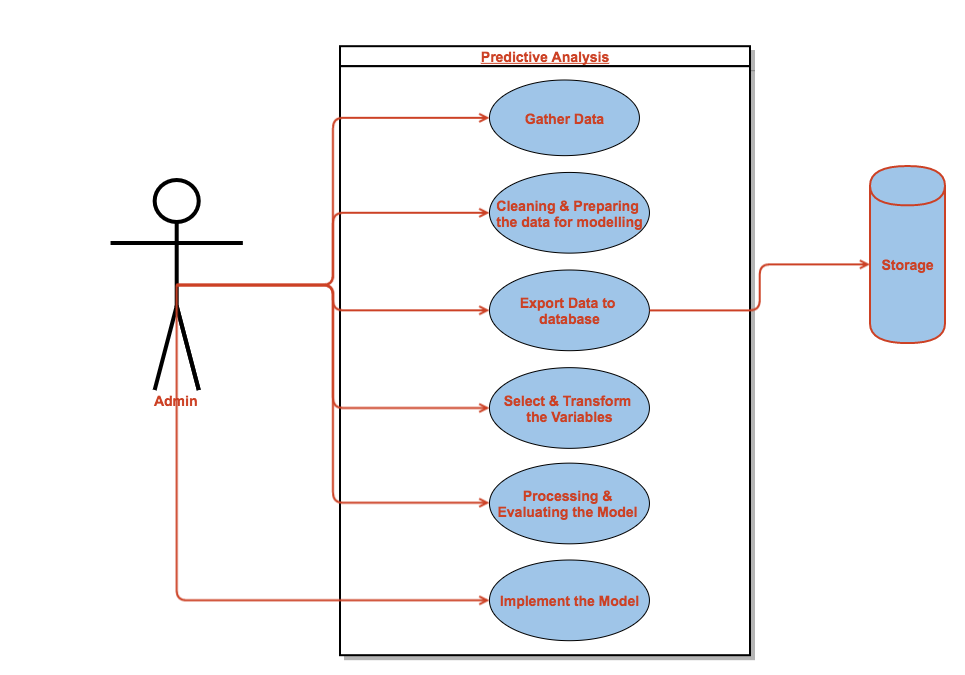 Predictive Analysis
Gather Data
Cleaning & Preparing
the data for modelling
Export Data to
database
Storage
Select & Transform
the Variables
Admin
Processing &
Evaluating the Model
Implement the Model